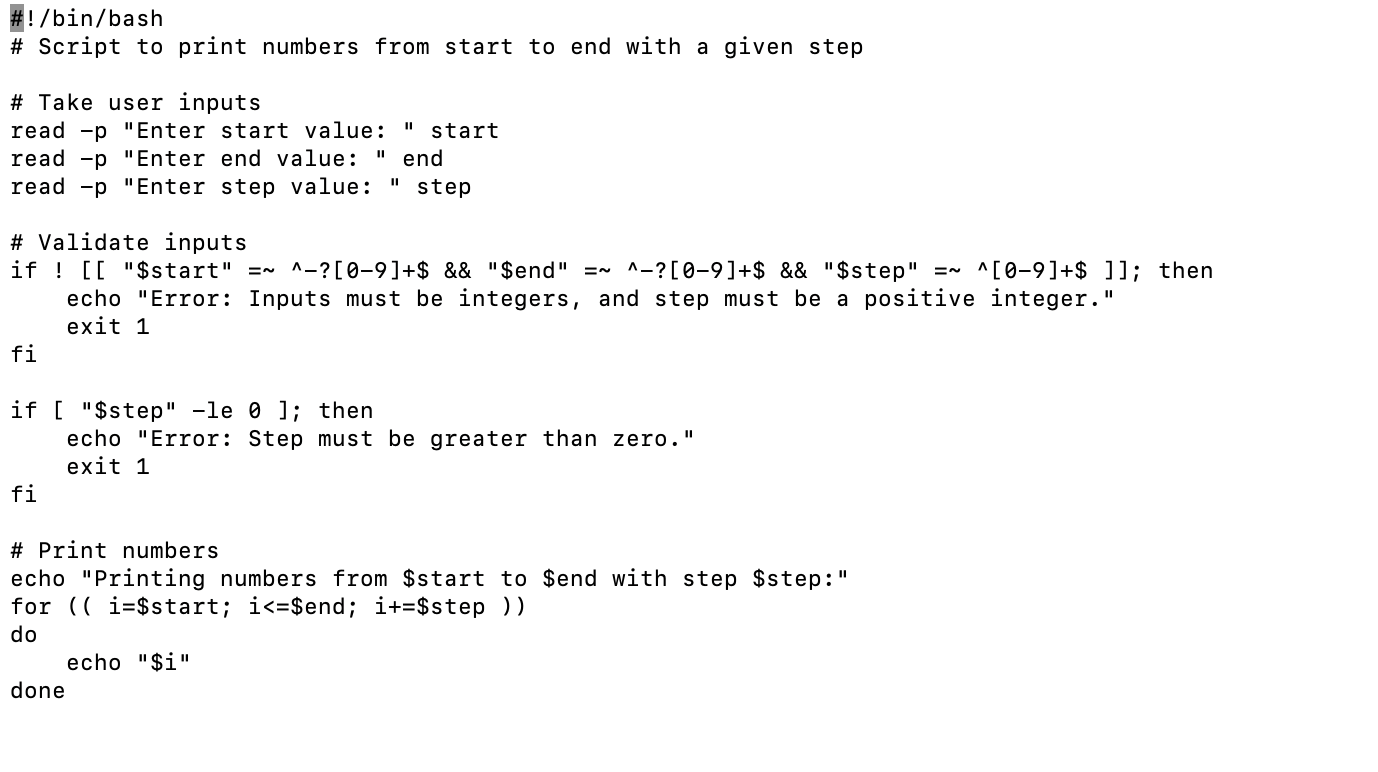 #!/bin/bash
# Script to print numbers from start to end with a given step

# Take user inputs
read -p "Enter start value: " start
read -p "Enter end value: " end
read -p "Enter step value: " step

# Validate inputs
if ! [[ "$start" =~ ^-?[0-9]+$ && "$end" =~ ^-?[0-9]+$ && "$step" =~ ^[0-9]+$ ]]; then
    echo "Error: Inputs must be integers, and step must be a positive integer."
    exit 1
fi

if [ "$step" -le 0 ]; then
    echo "Error: Step must be greater than zero."
    exit 1
fi

# Print numbers
echo "Printing numbers from $start to $end with step $step:"
for (( i=$start; i<=$end; i+=$step ))
do
    echo "$i"
done